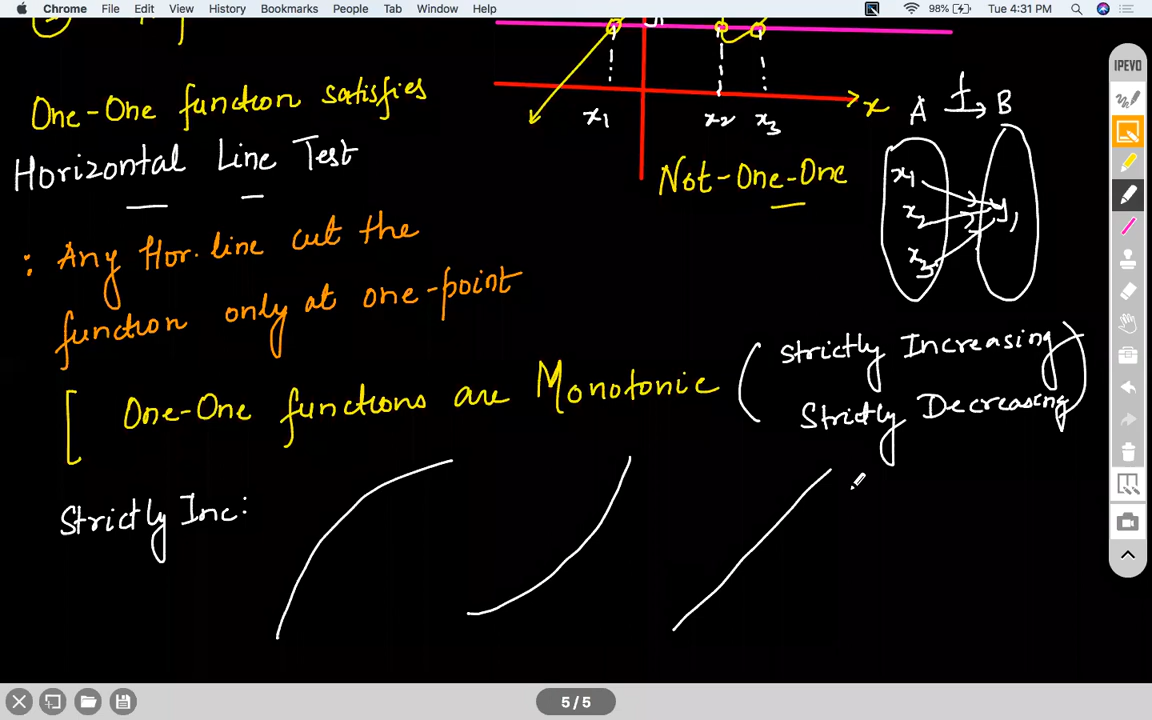 Chrome File Edit View History Bookmarks People Tab Window Help
98% Tue 4:31 PM
IPEVO
One-One function satisfies
Horizontal Line Test
: Any Hor. line cut the
function only at one-point
x1 x2 x3 x
Not-One-One
A f B
x1
x2
x3
y1
[ One-One functions are Monotonic
( Strictly Increasing
Strictly Decreasing )
Strictly Inc:
5 / 5